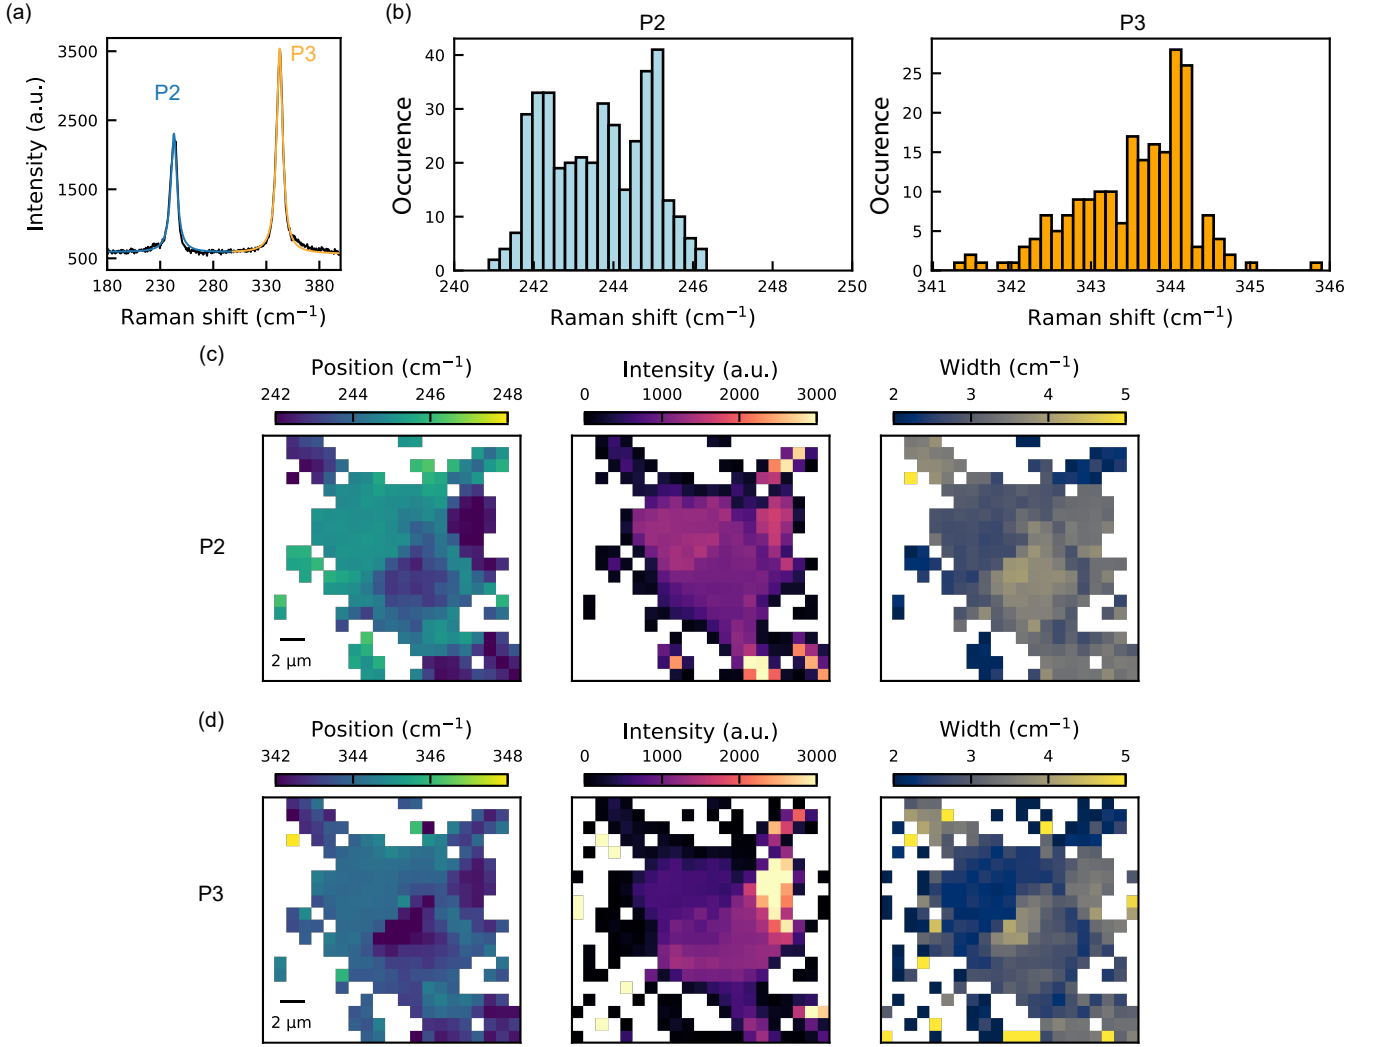 (a)
(b)
P2
P3
3500
2500
1500
500
Intensity (a.u.)
P2
P3
180 230 280 330
Raman shift (cm⁻¹)
40
30
20
10
0
Occurence
240 242 244 246 248 250
Raman shift (cm⁻¹)
25
20
15
10
5
0
Occurence
341 342 343 344 345 346
Raman shift (cm⁻¹)
(c)
Position (cm⁻¹)
Intensity (a.u.)
Width (cm⁻¹)
242 244 246 248
0 1000 2000 3000
2 3 4 5
P2
2 μm
(d)
Position (cm⁻¹)
Intensity (a.u.)
Width (cm⁻¹)
342 344 346 348
0 1000 2000 3000
2 3 4 5
P3
2 μm